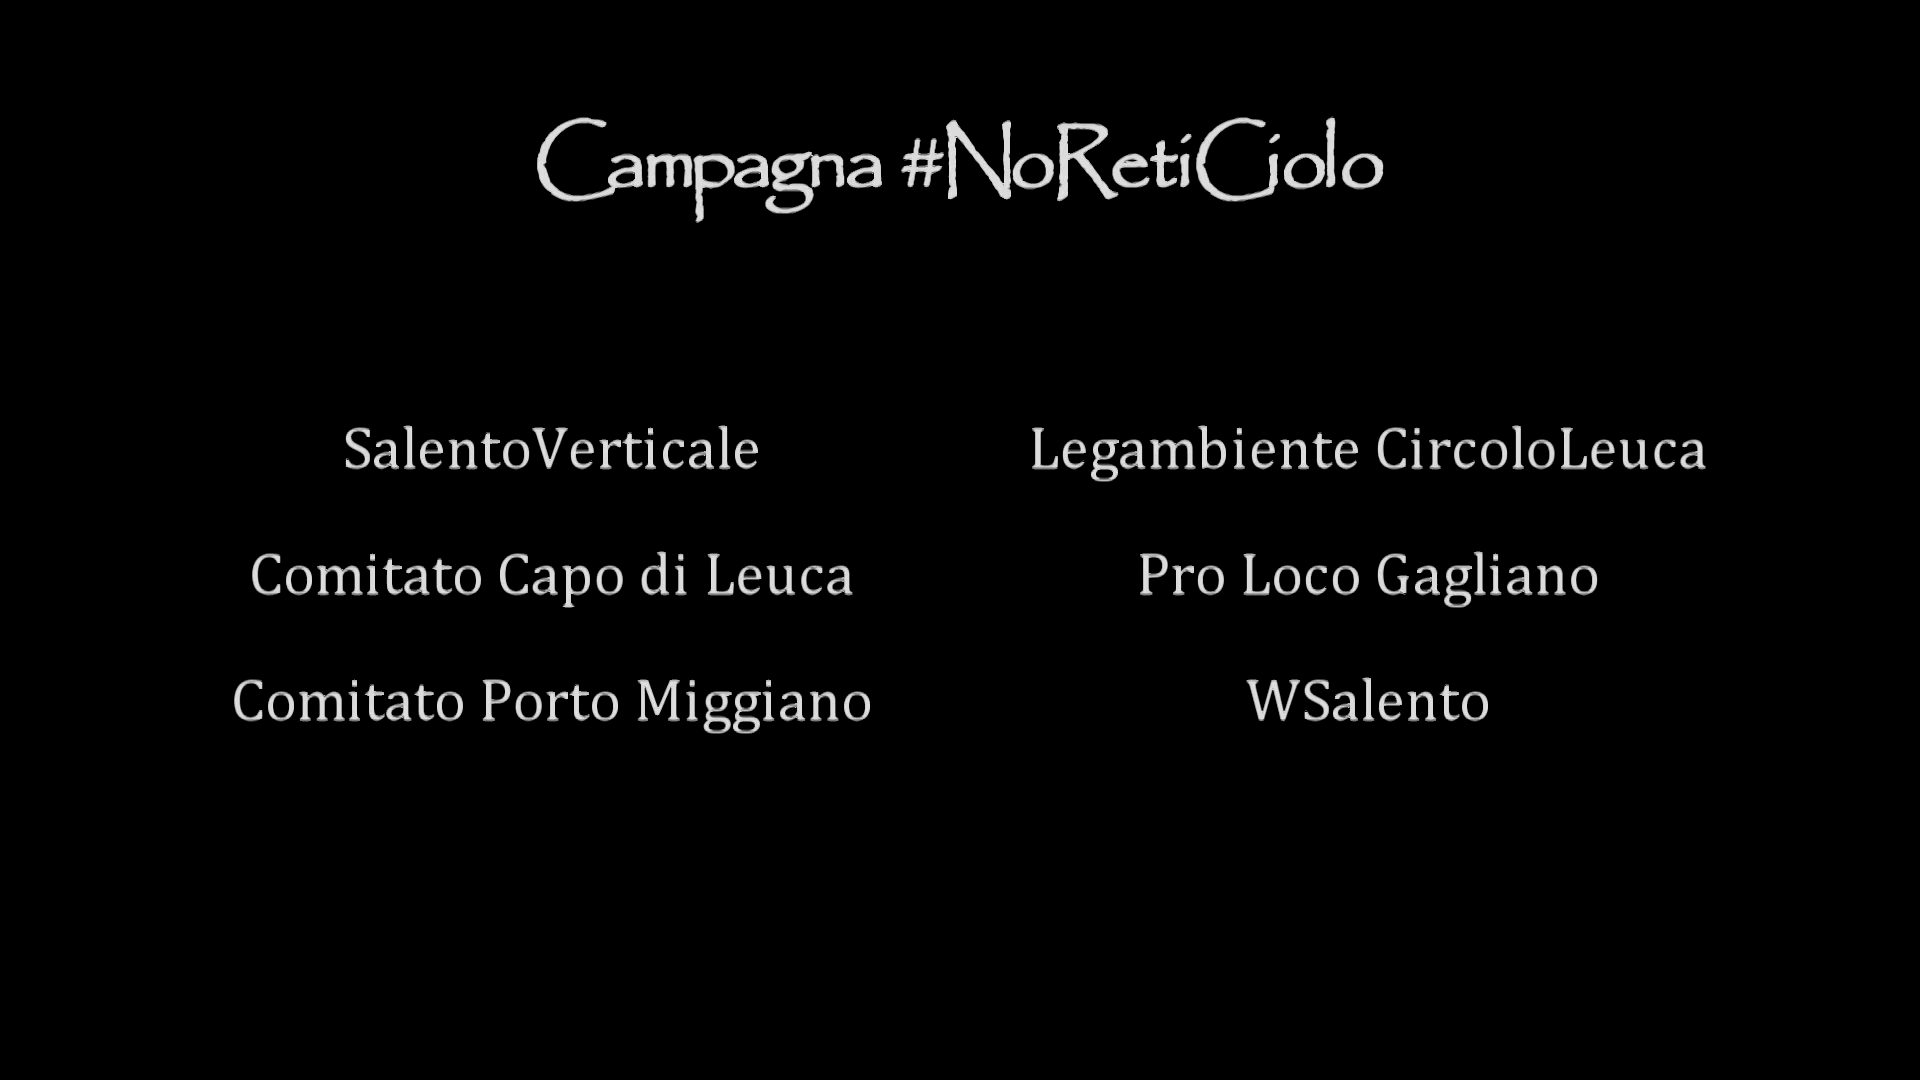 Campagna #NoRetiCiolo
SalentoVerticale
Comitato Capo di Leuca
Comitato Porto Miggiano
Legambiente CircoloLeuca
Pro Loco Gagliano
WSalento